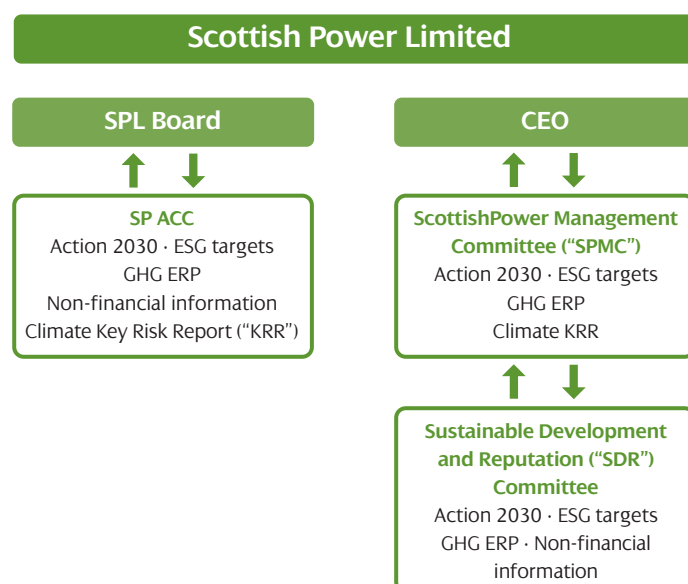 Scottish Power Limited
SPL Board
SP ACC
Action 2030 · ESG targets
GHG ERP
Non-financial information
Climate Key Risk Report (“KRR”)
CEO
ScottishPower Management
Committee (“SPMC”)
Action 2030 · ESG targets
GHG ERP
Climate KRR
Sustainable Development
and Reputation (“SDR”)
Committee
Action 2030 · ESG targets
GHG ERP · Non-financial
information